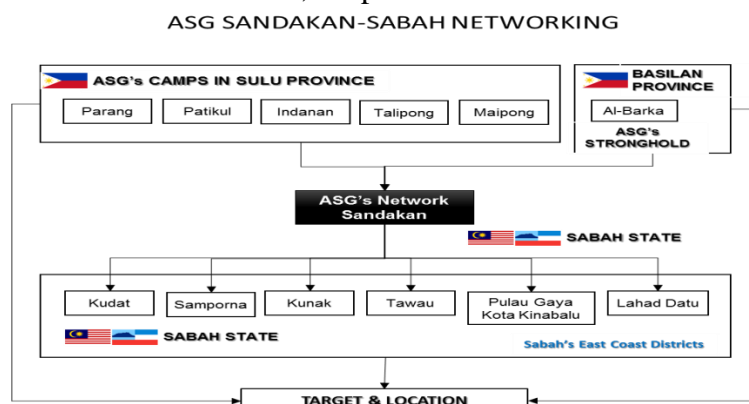 ASG SANDAKAN-SABAH NETWORKING
ASG's CAMPS IN SULU PROVINCE
Parang
Patikul
Indanan
Talipong
Maipong
BASILAN
PROVINCE
Al-Barka
ASG's
STRONGHOLD
ASG's Network
Sandakan
SABAH STATE
Kudat
Samporna
Kunak
Tawau
Pulau Gaya
Kota Kinabalu
Lahad Datu
SABAH STATE
Sabah's East Coast Districts
TARGET & LOCATION